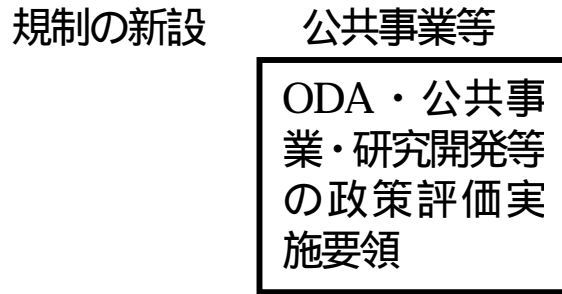 規制の新設　公共事業等
ODA・公共事
業・研究開発等
の政策評価実
施要領